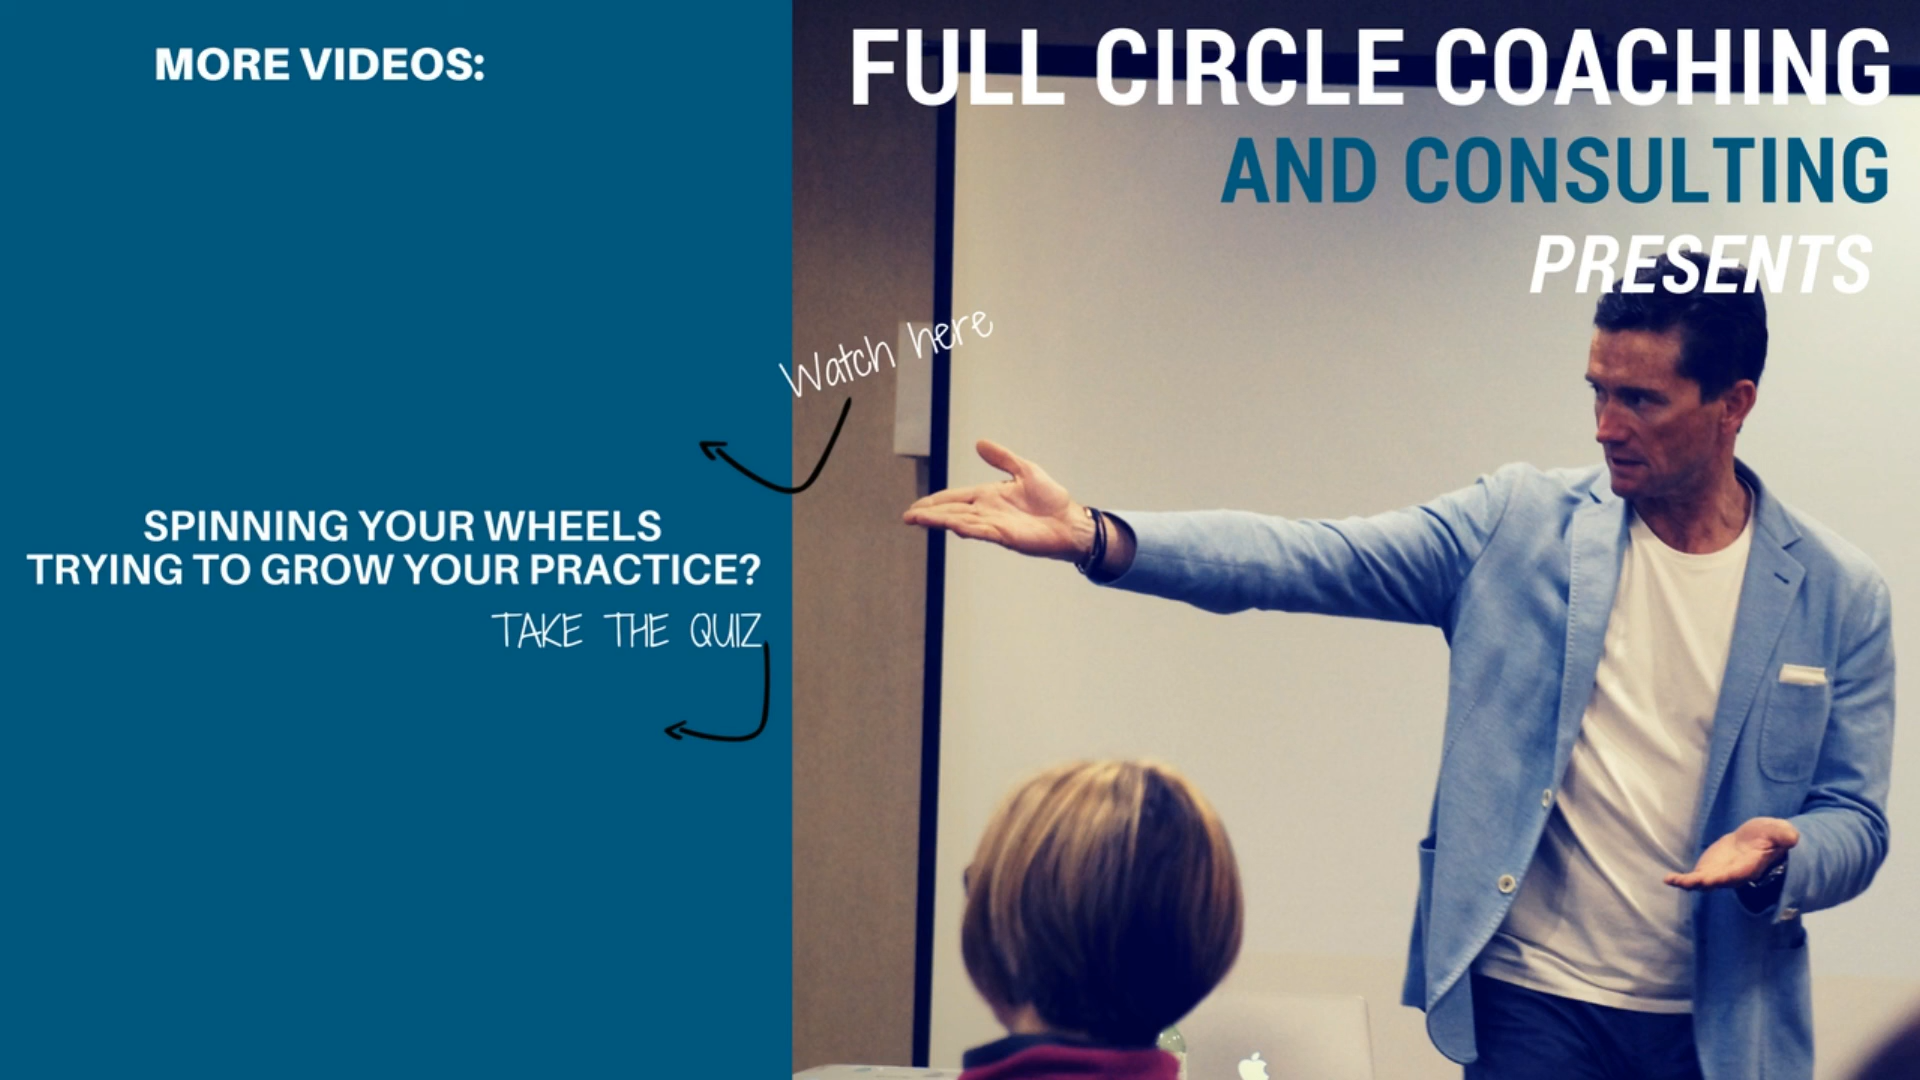 MORE VIDEOS:
FULL CIRCLE COACHING
AND CONSULTING
PRESENTS
Watch here
SPINNING YOUR WHEELS
TRYING TO GROW YOUR PRACTICE?
TAKE THE QUIZ